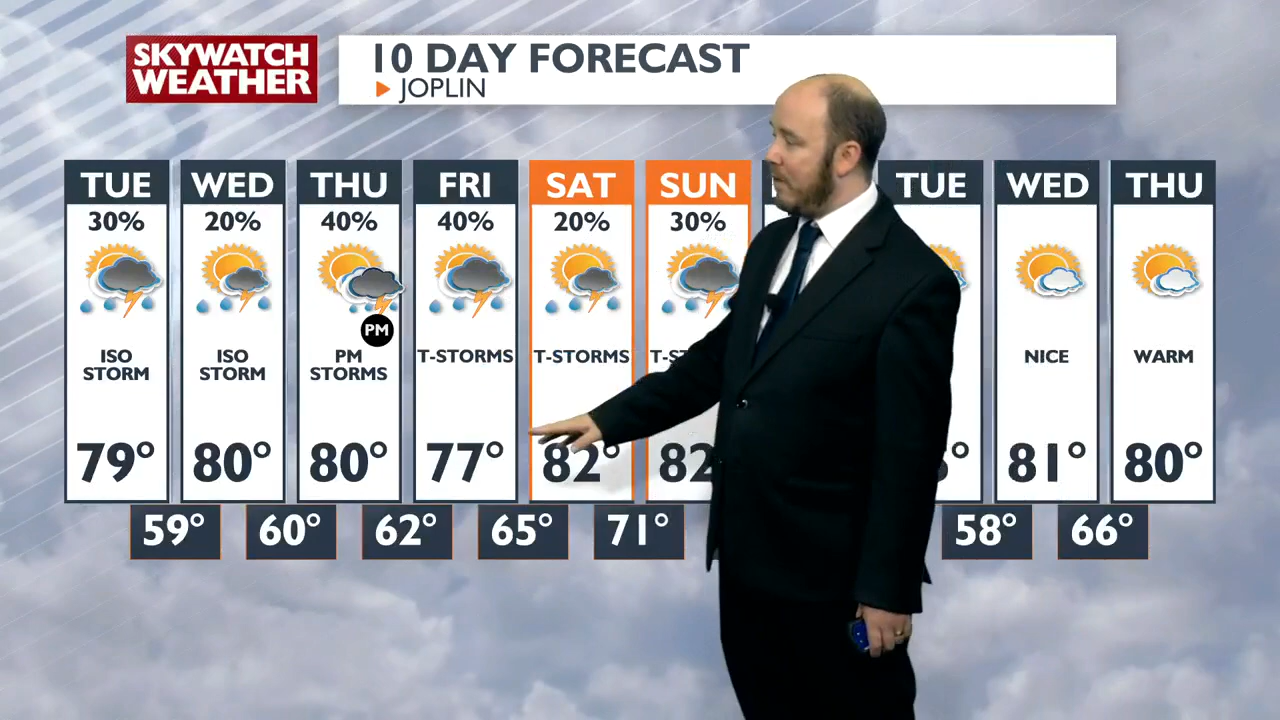 SKYWATCH
WEATHER
10 DAY FORECAST
JOPLIN
TUE
30%
ISO
STORM
79°
WED
20%
ISO
STORM
80°
THU
40%
PM
PM
STORMS
80°
FRI
40%
T-STORMS
77°
SAT
20%
T-STORMS
82°
SUN
30%
82
TUE
WED
NICE
81°
THU
WARM
80°
59°
60°
62°
65°
71°
58°
66°